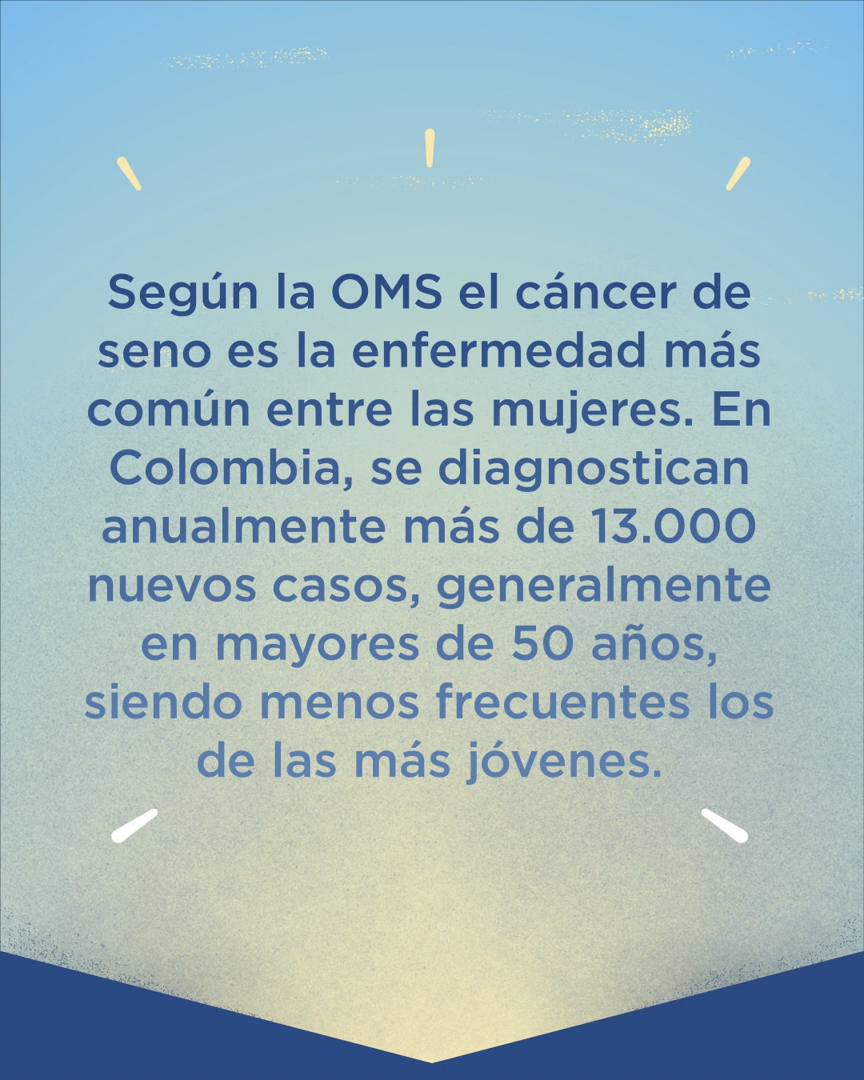 Según la OMS el cáncer de
seno es la enfermedad más
común entre las mujeres. En
Colombia, se diagnostican
anualmente más de 13.000
nuevos casos, generalmente
en mayores de 50 años,
siendo menos frecuentes los
de las más jóvenes.